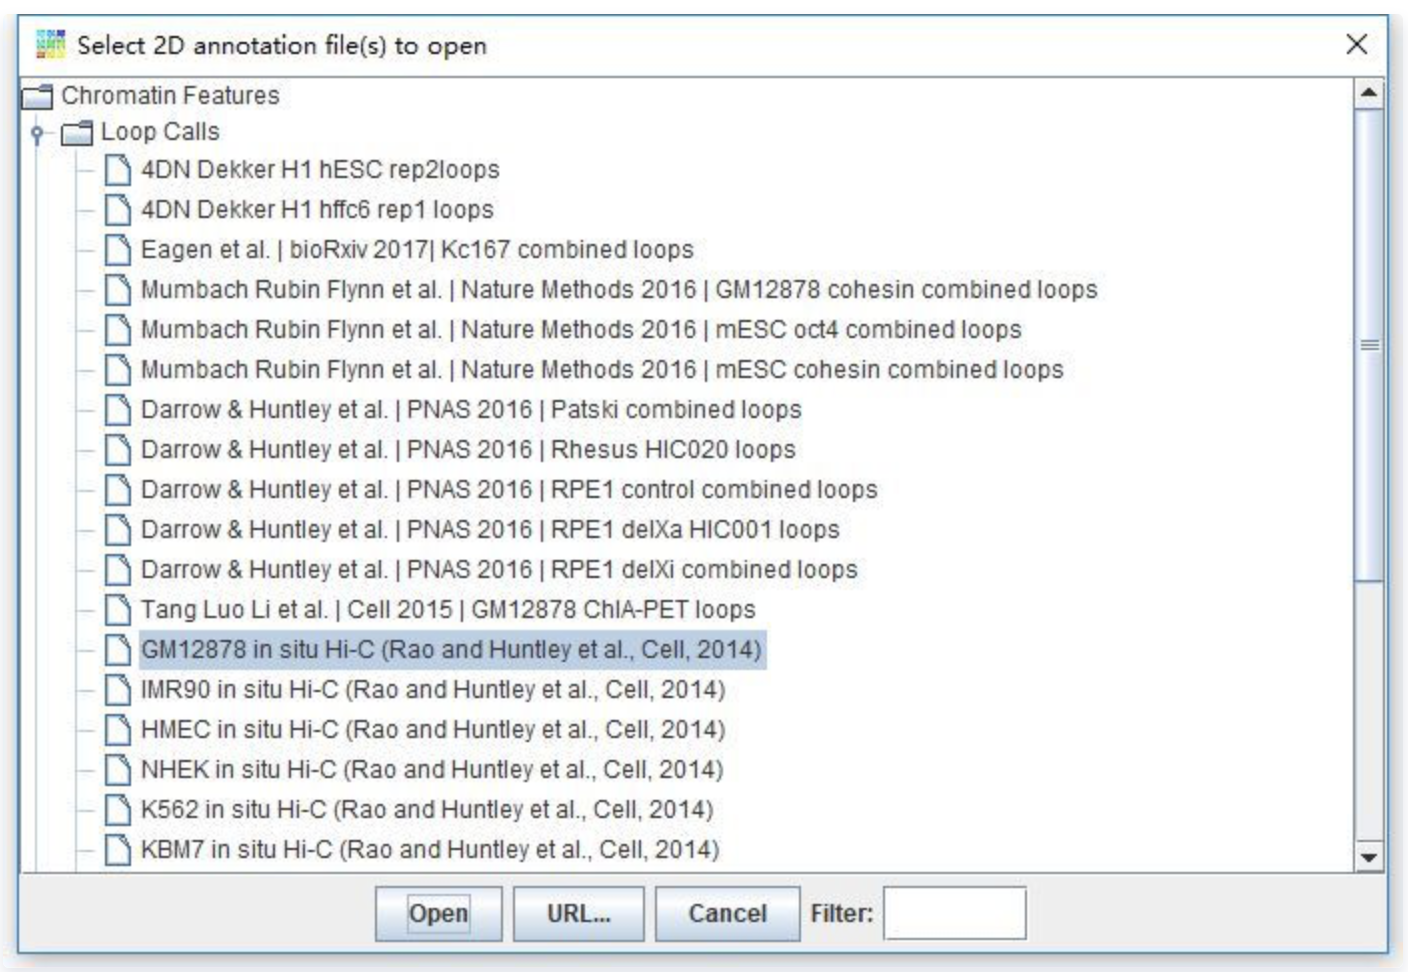 Select 2D annotation file(s) to open
Chromatin Features
Loop Calls
4DN Dekker H1 hESC rep2loops
4DN Dekker H1 hffc6 rep1 loops
Eagen et al. | bioRxiv 2017| Kc167 combined loops
Mumbach Rubin Flynn et al. | Nature Methods 2016 | GM12878 cohesin combined loops
Mumbach Rubin Flynn et al. | Nature Methods 2016 | mESC oct4 combined loops
Mumbach Rubin Flynn et al. | Nature Methods 2016 | mESC cohesin combined loops
Darrow & Huntley et al. | PNAS 2016 | Patski combined loops
Darrow & Huntley et al. | PNAS 2016 | Rhesus HIC020 loops
Darrow & Huntley et al. | PNAS 2016 | RPE1 control combined loops
Darrow & Huntley et al. | PNAS 2016 | RPE1 delXa HIC001 loops
Darrow & Huntley et al. | PNAS 2016 | RPE1 delXi combined loops
Tang Luo Li et al. | Cell 2015 | GM12878 ChIA-PET loops
GM12878 in situ Hi-C (Rao and Huntley et al., Cell, 2014)
IMR90 in situ Hi-C (Rao and Huntley et al., Cell, 2014)
HMEC in situ Hi-C (Rao and Huntley et al., Cell, 2014)
NHEK in situ Hi-C (Rao and Huntley et al., Cell, 2014)
K562 in situ Hi-C (Rao and Huntley et al., Cell, 2014)
KBM7 in situ Hi-C (Rao and Huntley et al., Cell, 2014)
Open URL... Cancel Filter: